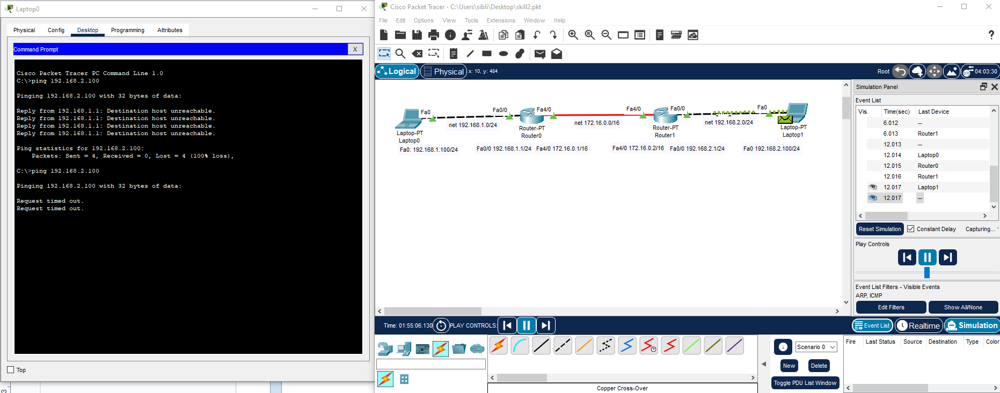 Laptop0
Physical Config Desktop Programming Attributes
Command Prompt X
Cisco Packet Tracer PC Command Line 1.0
C:\>ping 192.168.2.100
Pinging 192.168.2.100 with 32 bytes of data:
Reply from 192.168.1.1: Destination host unreachable.
Reply from 192.168.1.1: Destination host unreachable.
Reply from 192.168.1.1: Destination host unreachable.
Reply from 192.168.1.1: Destination host unreachable.
Ping statistics for 192.168.2.100:
Packets: Sent = 4, Received = 0, Lost = 4 (100% loss),
C:\>ping 192.168.2.100
Pinging 192.168.2.100 with 32 bytes of data:
Request timed out.
Request timed out.
Top
3
Cisco Packet Tracer - C:\Users\sibli\Desktop\skill2.pkt
File Edit Options View Tools Extensions Window Help
?
Logical Physical x: 10, y: 484
Root 04:03:30
Fa0 Fa0/0 Fa4/0 Fa4/0 Fa0/0 Fa0
net 192.168.1.0/24 net 172.16.0.0/16 net 192.168.2.0/24
Laptop-PT Router-PT Router-PT Laptop-PT
Laptop0 Router0 Router1 Laptop1
Fa0: 192.168.1.100/24 Fa0/0 192.168.1.1/24 Fa4/0 172.16.0.1/16 Fa4/0 172.16.0.2/16 Fa0/0 192.168.2.1/24 Fa0 192.168.2.100/24
Simulation Panel
Event List
Vis. Time(sec) Last Device
6.012 --
6.013 Router1
12.013 --
12.014 Laptop0
12.015 Router0
12.016 Router1
12.017 Laptop1
12.017 --
Reset Simulation Constant Delay Capturing...
Play Controls
Event List Filters - Visible Events
ARP, ICMP
Edit Filters Show All/None
Time: 01:55:06.130 PLAY CONTROLS:
Event List Realtime Simulation
Copper Cross-Over
Scenario 0
New Delete
Toggle PDU List Window
Fire Last Status Source Destination Type Color